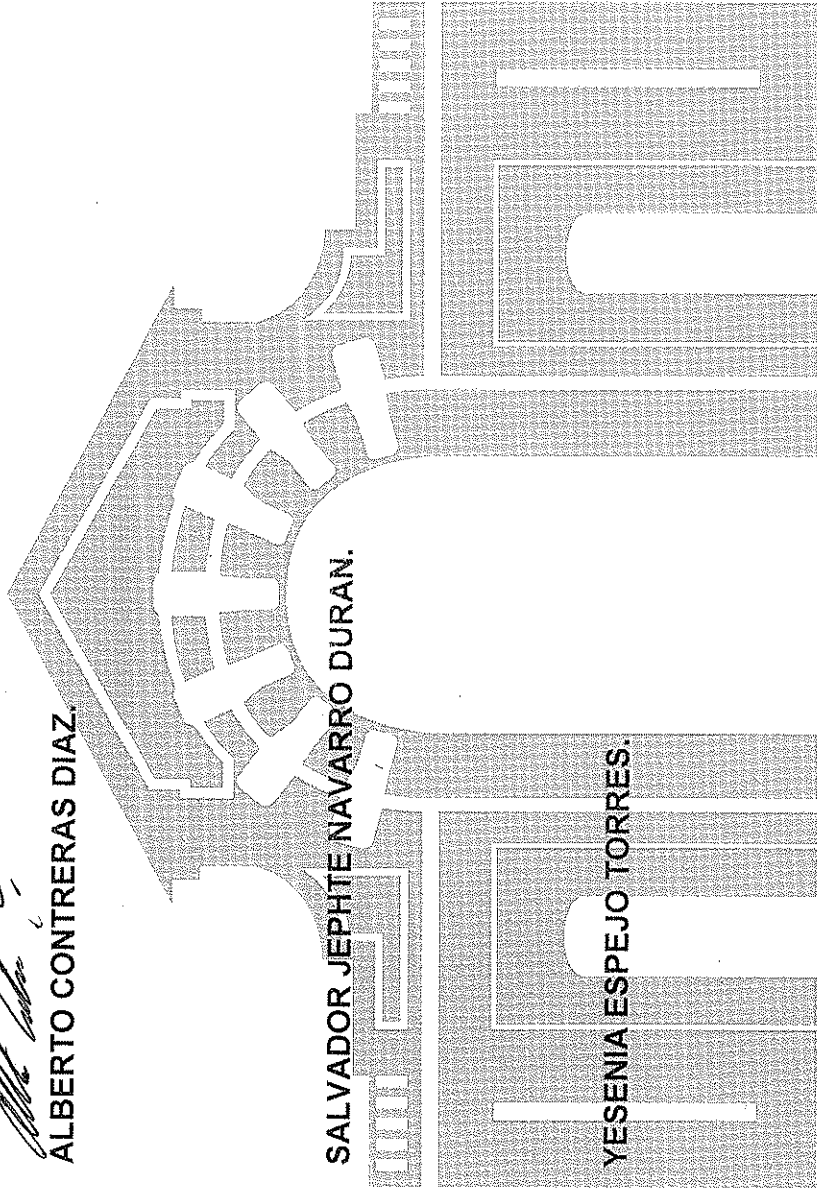 ALBERTO CONTRERAS DIAZ.
SALVADOR JEPHTE NAVARRO DURAN.
YESENIA ESPEJO TORRES.